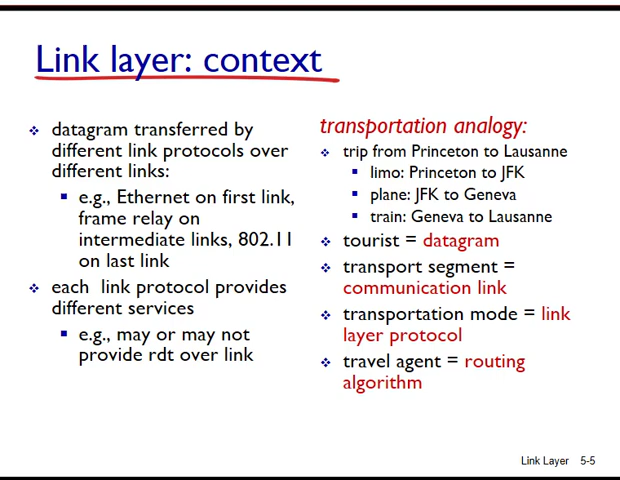 Link layer: context
datagram transferred by
different link protocols over
different links:
e.g., Ethernet on first link,
frame relay on
intermediate links, 802.11
on last link
each link protocol provides
different services
e.g., may or may not
provide rdt over link
transportation analogy:
trip from Princeton to Lausanne
limo: Princeton to JFK
plane: JFK to Geneva
train: Geneva to Lausanne
tourist = datagram
transport segment =
communication link
transportation mode = link
layer protocol
travel agent = routing
algorithm
Link Layer 5-5